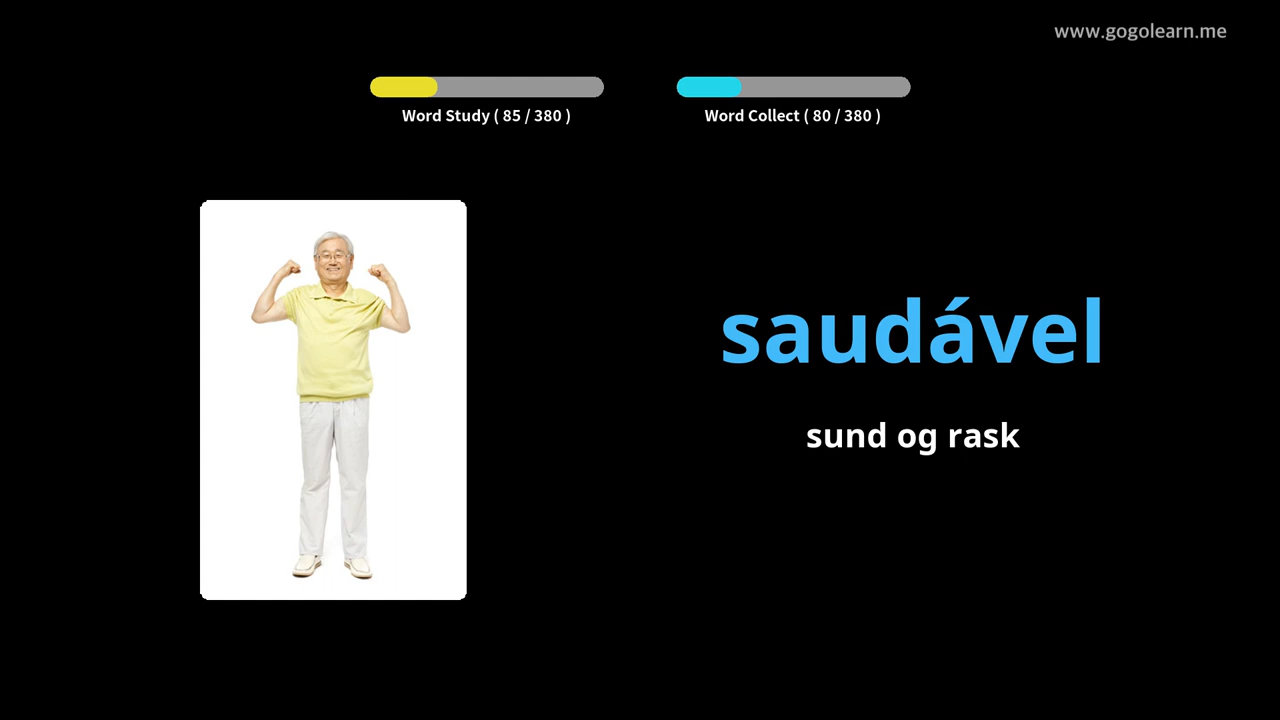 www.gogolearn.me
Word Study ( 85 / 380 )
Word Collect ( 80 / 380 )
saudável
sund og rask